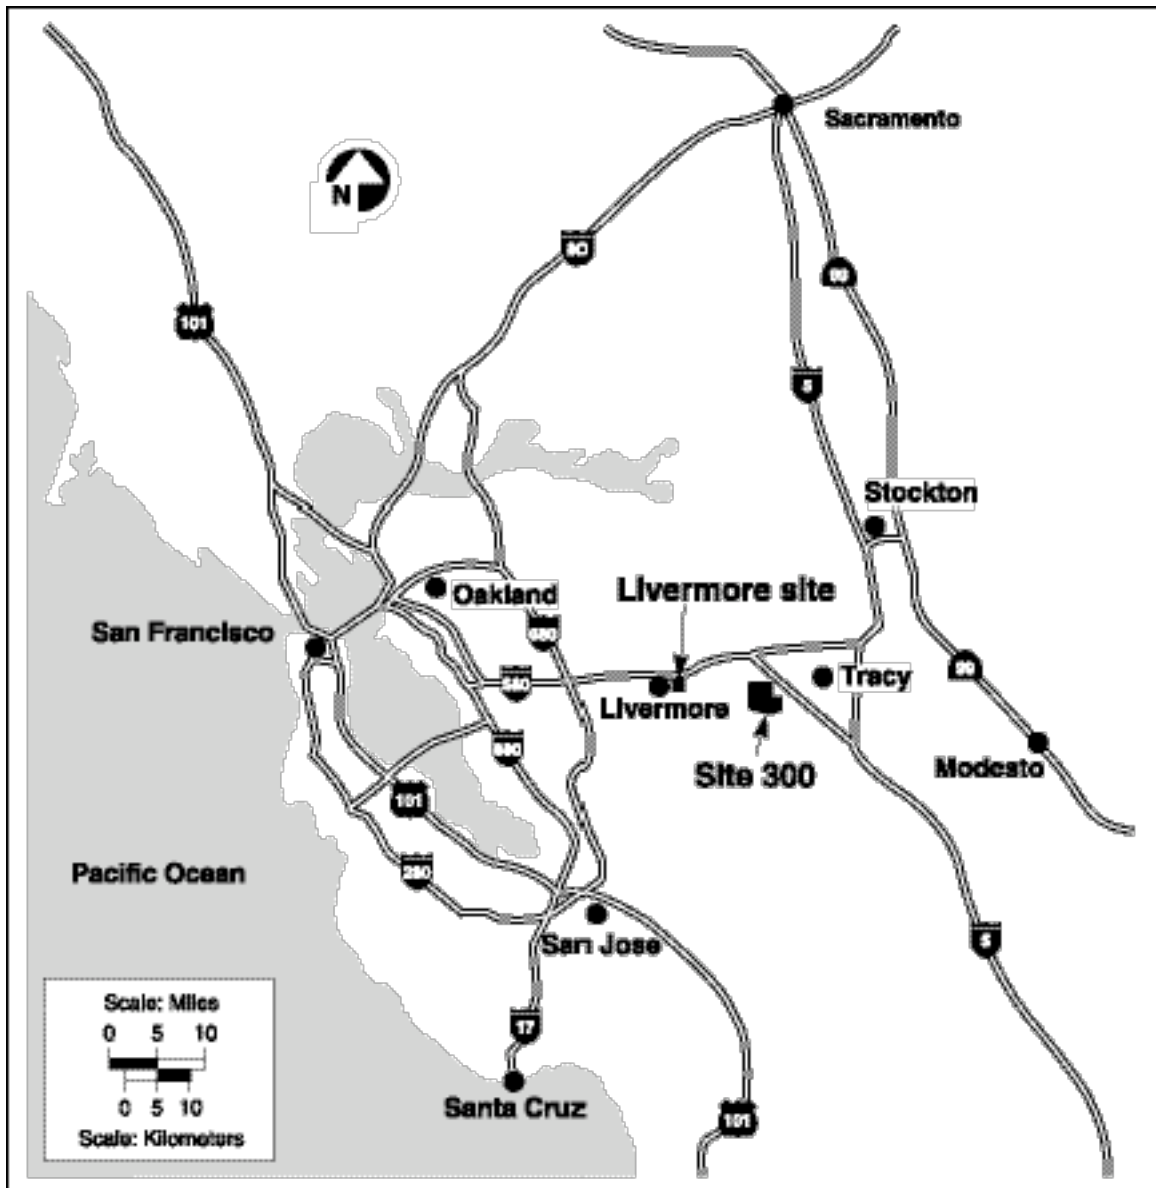 Sacramento
N
80
101
99
5
Stockton
Livermore site
Oakland
San Francisco
680
580
Tracy
Livermore
99
880
Site 300
Modesto
101
Pacific Ocean
280
San Jose
5
Scale: Miles
0 5 10
17
0 5 10
Santa Cruz
101
Scale: Kilometers